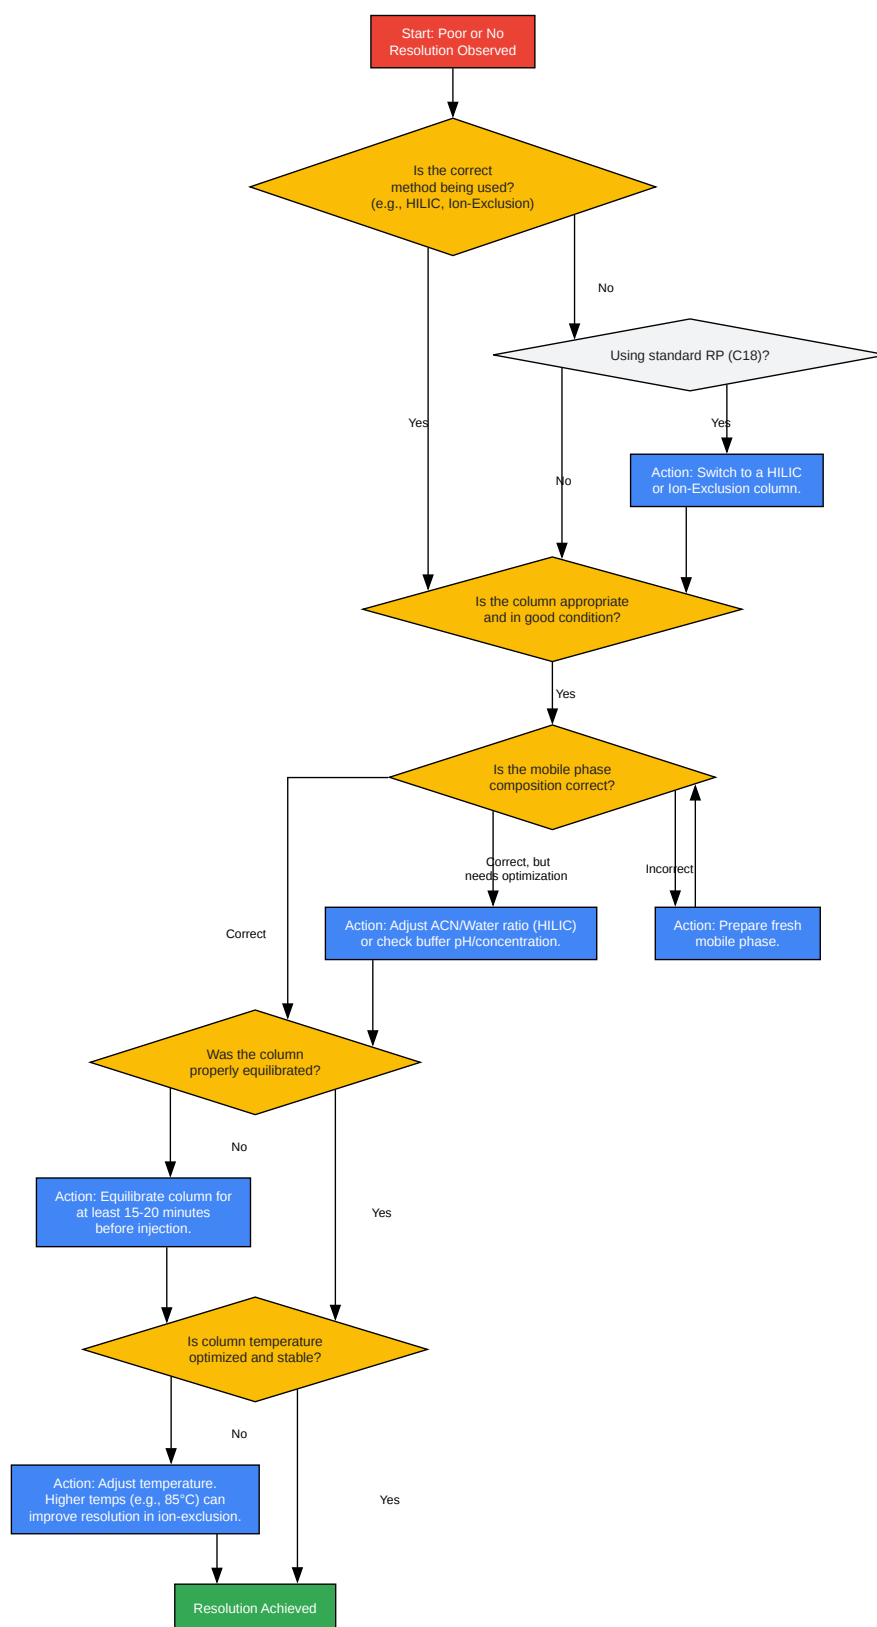 Start: Poor or No
Resolution Observed
Is the correct
method being used?
(e.g., HILIC, Ion-Exclusion)
No
Using standard RP (C18)?
Yes
Yes
Action: Switch to a HILIC
or Ion-Exclusion column.
No
Is the column appropriate
and in good condition?
Yes
Is the mobile phase
composition correct?
Correct, but
needs optimization
Incorrect
Action: Adjust ACN/Water ratio (HILIC)
or check buffer pH/concentration.
Action: Prepare fresh
mobile phase.
Correct
Was the column
properly equilibrated?
No
Action: Equilibrate column for
at least 15-20 minutes
before injection.
Yes
Is column temperature
optimized and stable?
No
Action: Adjust temperature.
Higher temps (e.g., 85°C) can
improve resolution in ion-exclusion.
Yes
Resolution Achieved